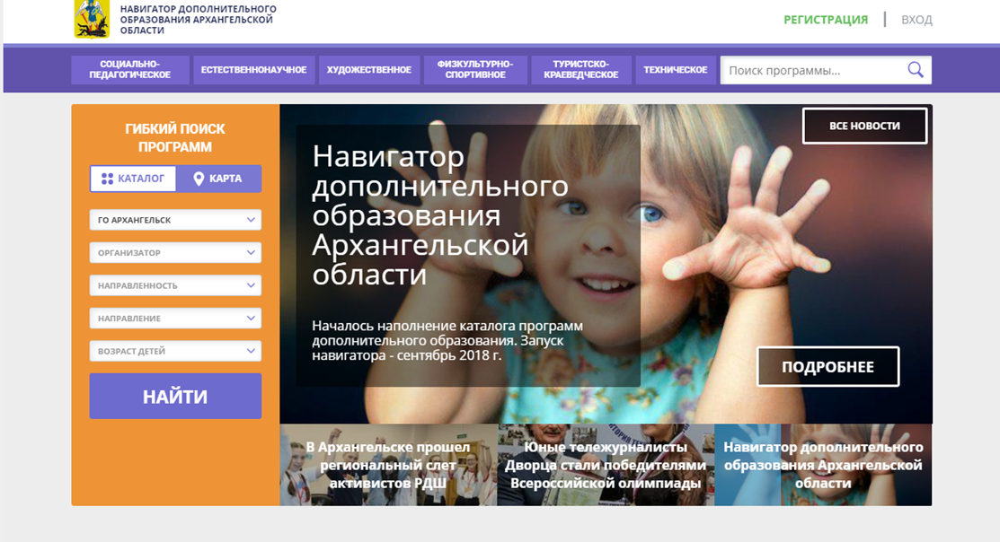 НАВИГАТОР ДОПОЛНИТЕЛЬНОГО
ОБРАЗОВАНИЯ АРХАНГЕЛЬСКОЙ
ОБЛАСТИ
РЕГИСТРАЦИЯ
ВХОД
СОЦИАЛЬНО-
ПЕДАГОГИЧЕСКОЕ
ЕСТЕСТВЕННОНАУЧНОЕ
ХУДОЖЕСТВЕННОЕ
ФИЗКУЛЬТУРНО-
СПОРТИВНОЕ
ТУРИСТСКО-
КРАЕВЕДЧЕСКОЕ
ТЕХНИЧЕСКОЕ
Поиск программы...
ГИБКИЙ ПОИСК
ПРОГРАММ
КАТАЛОГ
КАРТА
ГО АРХАНГЕЛЬСК
ОРГАНИЗАТОР
НАПРАВЛЕННОСТЬ
НАПРАВЛЕНИЕ
ВОЗРАСТ ДЕТЕЙ
НАЙТИ
ВСЕ НОВОСТИ
Навигатор
дополнительного
образования
Архангельской
области
Началось наполнение каталога программ
дополнительного образования. Запуск
навигатора - сентябрь 2018 г.
ПОДРОБНЕЕ
В Архангельске прошел
региональный слет
активистов РДШ
Юные тележурналисты
Дворца стали победителями
Всероссийской олимпиады
Навигатор дополнительного
образования Архангельской
области